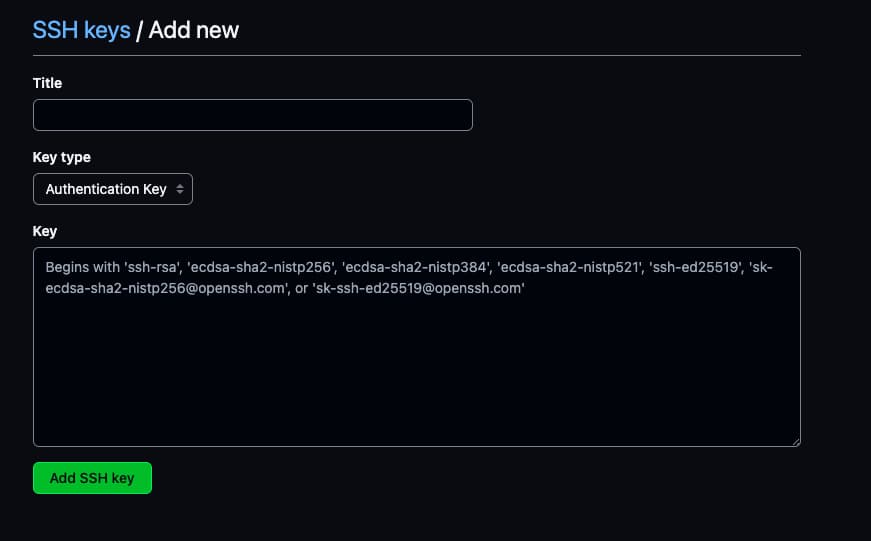 SSH keys / Add new
Title
Key type
Authentication Key
Key
Begins with 'ssh-rsa', 'ecdsa-sha2-nistp256', 'ecdsa-sha2-nistp384', 'ecdsa-sha2-nistp521', 'ssh-ed25519', 'sk-
ecdsa-sha2-nistp256@openssh.com', or 'sk-ssh-ed25519@openssh.com'
Add SSH key